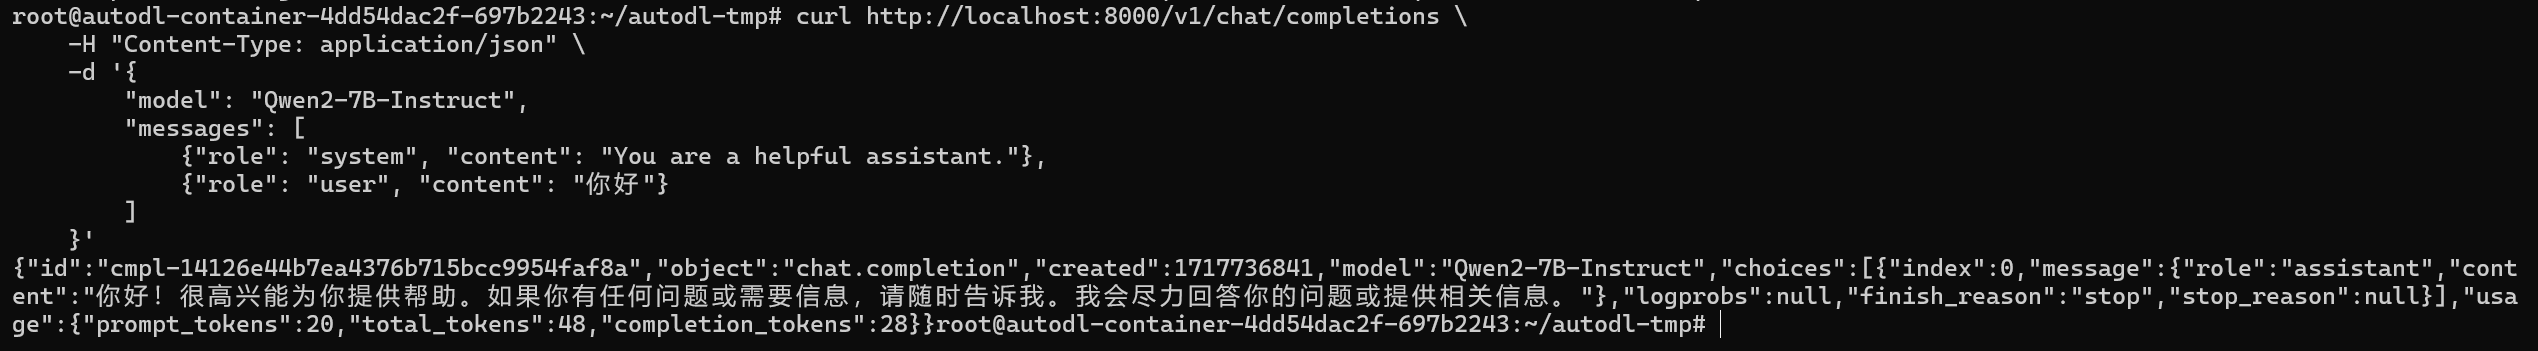 root@autodl-container-4dd54dac2f-697b2243:~/autodl-tmp# curl http://localhost:8000/v1/chat/completions \
    -H "Content-Type: application/json" \
    -d '{
        "model": "Qwen2-7B-Instruct",
        "messages": [
            {"role": "system", "content": "You are a helpful assistant."},
            {"role": "user", "content": "你好"}
        ]
    }'
{"id":"cmpl-14126e44b7ea4376b715bcc9954faf8a","object":"chat.completion","created":1717736841,"model":"Qwen2-7B-Instruct","choices":[{"index":0,"message":{"role":"assistant","cont
ent":"你好！很高兴能为你提供帮助。如果你有任何问题或需要信息，请随时告诉我。我会尽力回答你的问题或提供相关信息。"},"logprobs":null,"finish_reason":"stop","stop_reason":null}],"usa
ge":{"prompt_tokens":20,"total_tokens":48,"completion_tokens":28}}root@autodl-container-4dd54dac2f-697b2243:~/autodl-tmp#